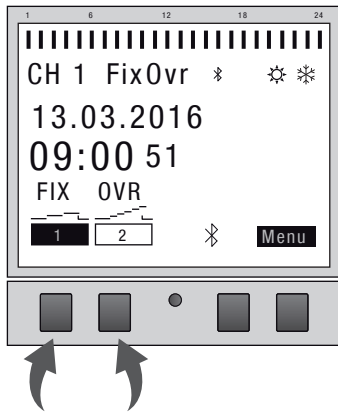 1 6 12 18 24
CH 1 FixOvr
13.03.2016
09:00 51
FIX OVR
1 2 Menu